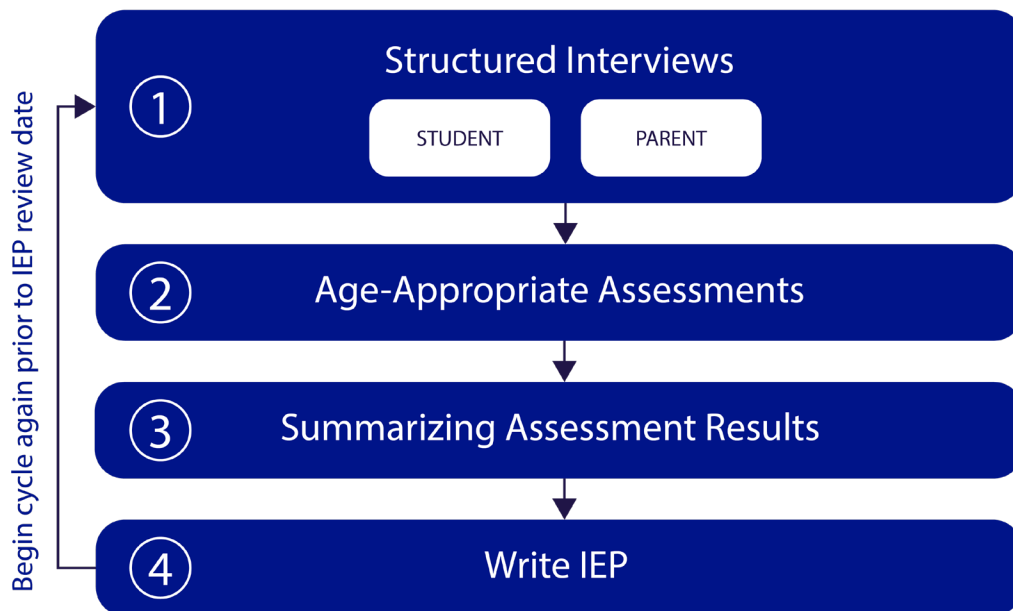 Begin cycle again prior to IEP review date
1
Structured Interviews
STUDENT
PARENT
2
Age-Appropriate Assessments
3
Summarizing Assessment Results
4
Write IEP